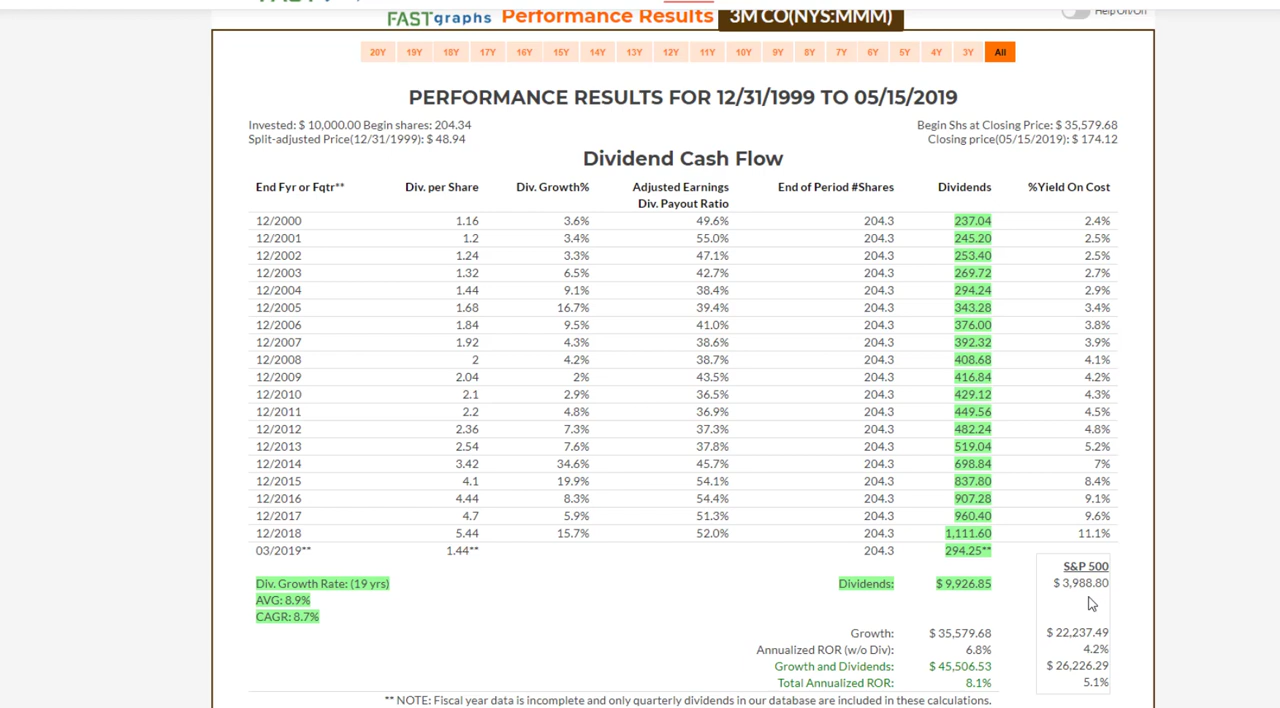 FASTgraphs Performance Results 3M CO(NYS:MMM) Help On/Off
20Y 19Y 18Y 17Y 16Y 15Y 14Y 13Y 12Y 11Y 10Y 9Y 8Y 7Y 6Y 5Y 4Y 3Y All
PERFORMANCE RESULTS FOR 12/31/1999 TO 05/15/2019
Invested: $ 10,000.00 Begin shares: 204.34 Begin Shs at Closing Price: $ 35,579.68
Split-adjusted Price(12/31/1999): $ 48.94 Closing price(05/15/2019): $ 174.12
Dividend Cash Flow
End Fyr or Fqtr** Div. per Share Div. Growth% Adjusted Earnings End of Period #Shares Dividends %Yield On Cost
Div. Payout Ratio
12/2000 1.16 3.6% 49.6% 204.3 237.04 2.4%
12/2001 1.2 3.4% 55.0% 204.3 245.20 2.5%
12/2002 1.24 3.3% 47.1% 204.3 253.40 2.5%
12/2003 1.32 6.5% 42.7% 204.3 269.72 2.7%
12/2004 1.44 9.1% 38.4% 204.3 294.24 2.9%
12/2005 1.68 16.7% 39.4% 204.3 343.28 3.4%
12/2006 1.84 9.5% 41.0% 204.3 376.00 3.8%
12/2007 1.92 4.3% 38.6% 204.3 392.32 3.9%
12/2008 2 4.2% 38.7% 204.3 408.68 4.1%
12/2009 2.04 2% 43.5% 204.3 416.84 4.2%
12/2010 2.1 2.9% 36.5% 204.3 429.12 4.3%
12/2011 2.2 4.8% 36.9% 204.3 449.56 4.5%
12/2012 2.36 7.3% 37.3% 204.3 482.24 4.8%
12/2013 2.54 7.6% 37.8% 204.3 519.04 5.2%
12/2014 3.42 34.6% 45.7% 204.3 698.84 7%
12/2015 4.1 19.9% 54.1% 204.3 837.80 8.4%
12/2016 4.44 8.3% 54.4% 204.3 907.28 9.1%
12/2017 4.7 5.9% 51.3% 204.3 960.40 9.6%
12/2018 5.44 15.7% 52.0% 204.3 1,111.60 11.1%
03/2019** 1.44** 204.3 294.25**
S&P 500
Div. Growth Rate: (19 yrs) Dividends: $ 9,926.85 $ 3,988.80
AVG: 8.9%
CAGR: 8.7%
Growth: $ 35,579.68 $ 22,237.49
Annualized ROR (w/o Div): 6.8% 4.2%
Growth and Dividends: $ 45,506.53 $ 26,226.29
Total Annualized ROR: 8.1% 5.1%
** NOTE: Fiscal year data is incomplete and only quarterly dividends in our database are included in these calculations.